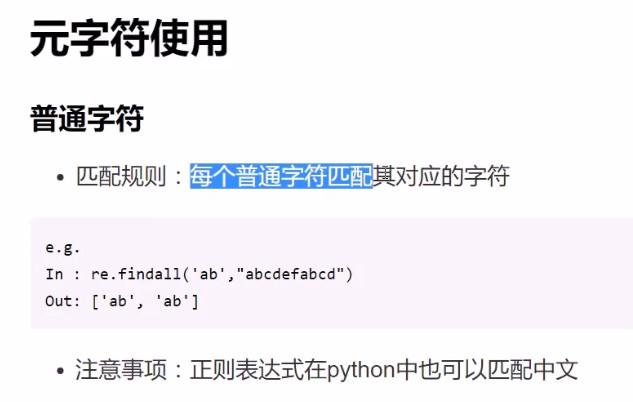 元字符使用
普通字符
• 匹配规则：每个普通字符匹配其对应的字符
e.g.
In : re.findall('ab',"abcdefabcd")
Out: ['ab', 'ab']
• 注意事项：正则表达式在python中也可以匹配中文